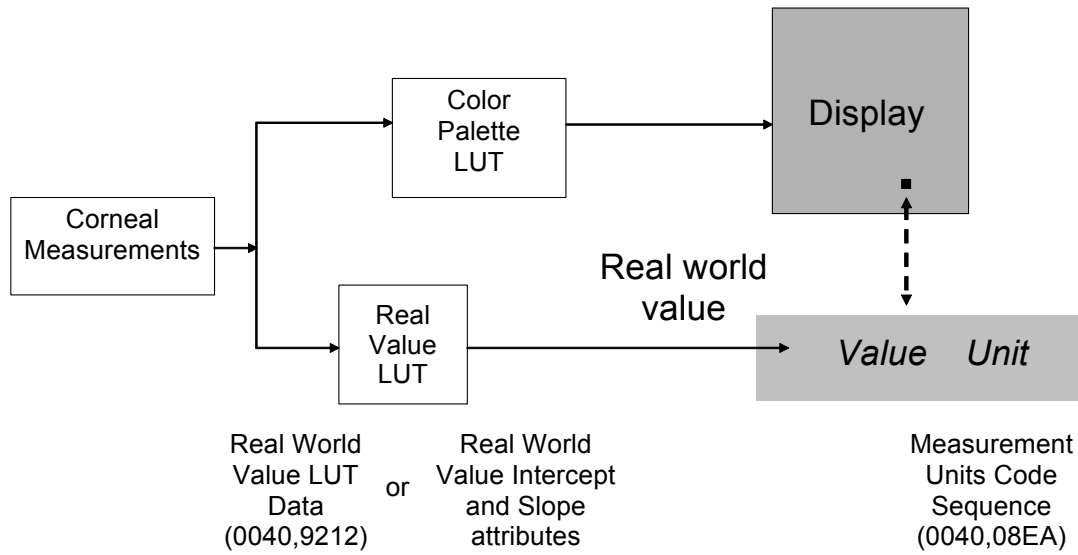 Color
Palette
LUT
Display
Corneal
Measurements
Real world
value
Real
Value
LUT
Value Unit
Real World
Value LUT
Data
(0040,9212)
or
Real World
Value Intercept
and Slope
attributes
Measurement
Units Code
Sequence
(0040,08EA)